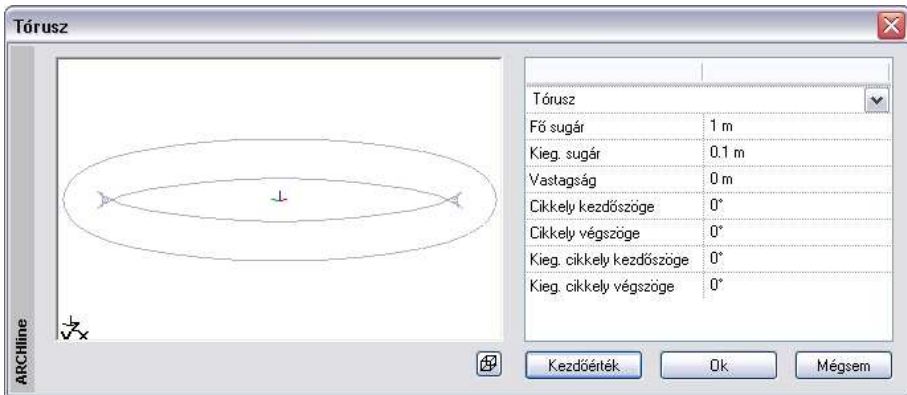 Tórusz
Tórusz
Fő sugár 1 m
Kieg. sugár 0.1 m
Vastagság 0 m
Cikkely kezdőszöge 0°
Cikkely végszöge 0°
Kieg. cikkely kezdőszöge 0°
Kieg. cikkely végszöge 0°
ARCHline
Kezdőérték Ok Mégsem